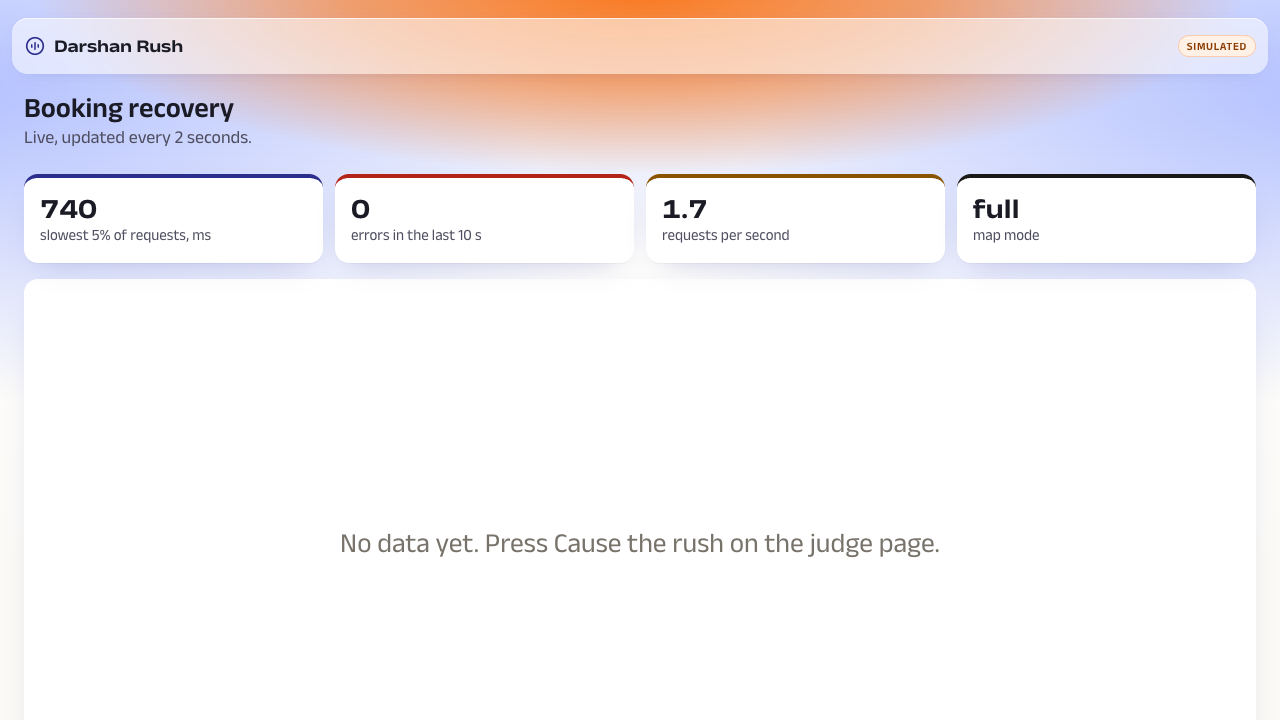 Darshan Rush
SIMULATED
Booking recovery
Live, updated every 2 seconds.
740
slowest 5% of requests, ms
0
errors in the last 10 s
1.7
requests per second
full
map mode
No data yet. Press Cause the rush on the judge page.